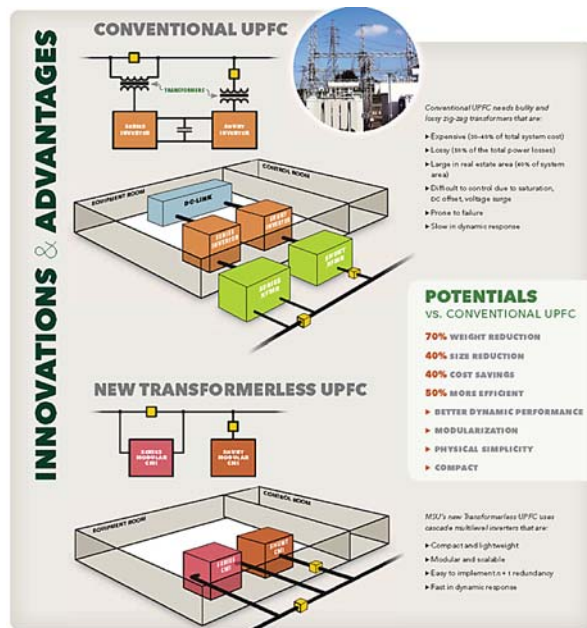 INNOVATIONS & ADVANTAGES
CONVENTIONAL UPFC
TRANSFORMERS
SERIES
INVERTER
SHUNT
INVERTER
CONTROL ROOM
EQUIPMENT ROOM
DC-LINK
SERIES
INVERTER
SHUNT
INVERTER
SERIES
XFMR
SHUNT
XFMR
Conventional UPFC needs bulky and
lossy zig-zag transformers that are:
Expensive (30–40% of total system cost)
Lossy (50% of the total power losses)
Large in real estate area (40% of system
area)
Difficult to control due to saturation,
DC offset, voltage surge
Prone to failure
Slow in dynamic response
POTENTIALS
VS. CONVENTIONAL UPFC
70% WEIGHT REDUCTION
40% SIZE REDUCTION
40% COST SAVINGS
50% MORE EFFICIENT
BETTER DYNAMIC PERFORMANCE
MODULARIZATION
PHYSICAL SIMPLICITY
COMPACT
NEW TRANSFORMERLESS UPFC
SERIES
MODULAR
CMI
SHUNT
MODULAR
CMI
CONTROL ROOM
EQUIPMENT ROOM
SERIES
CMI
SHUNT
CMI
MSU's new Transformerless UPFC uses
cascade multilevel inverters that are:
Compact and lightweight
Modular and scalable
Easy to implement n + 1 redundancy
Fast in dynamic response